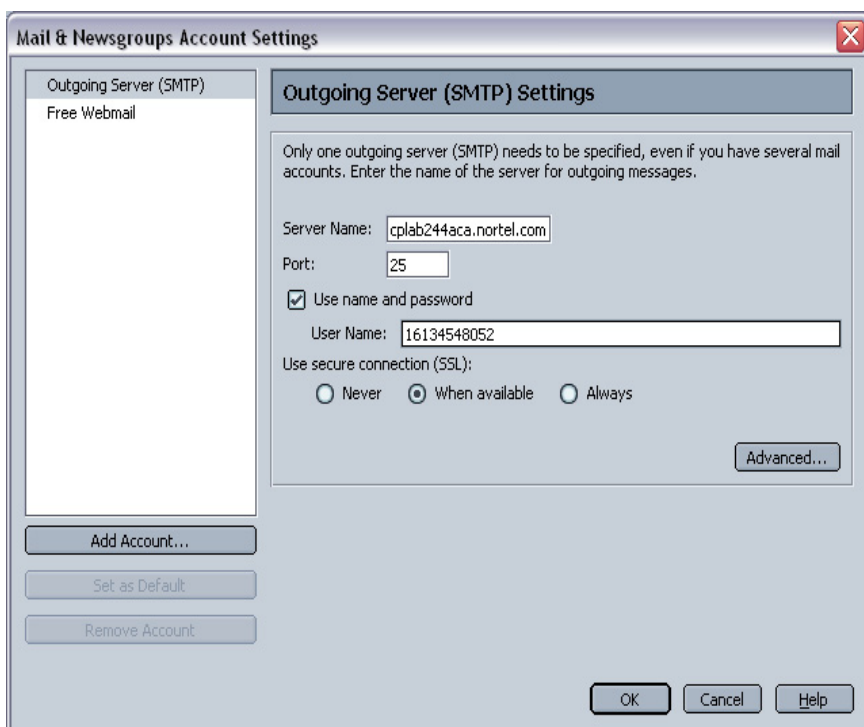 Mail & Newsgroups Account Settings
Outgoing Server (SMTP)
Free Webmail
Add Account...
Set as Default
Remove Account
Outgoing Server (SMTP) Settings
Only one outgoing server (SMTP) needs to be specified, even if you have several mail
accounts. Enter the name of the server for outgoing messages.
Server Name: cplab244aca.nortel.com
Port: 25
Use name and password
User Name: 16134548052
Use secure connection (SSL):
Never When available Always
Advanced...
OK Cancel Help